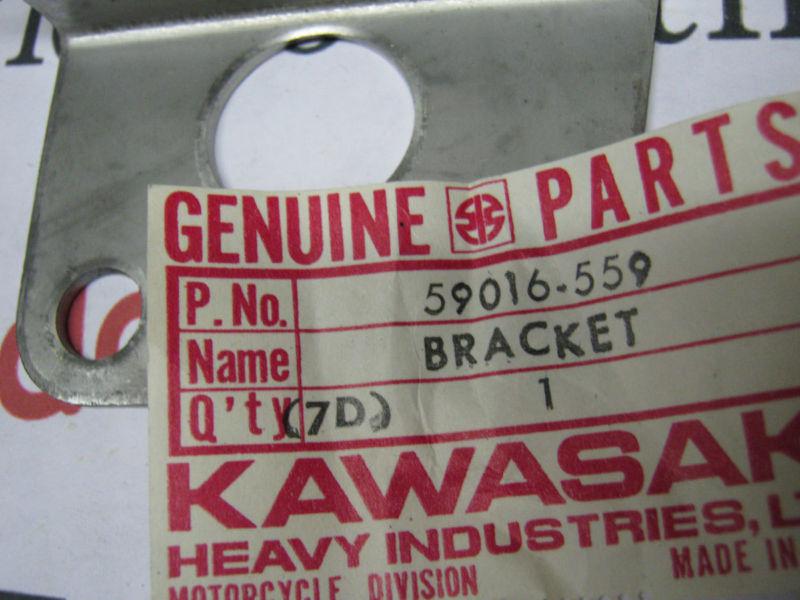 GENUINE PARTS
P. No. 59016-559
Name BRACKET
Q'ty (7D) 1
KAWASAK
HEAVY INDUSTRIES, L
MOTORCYCLE DIVISION
MADE IN